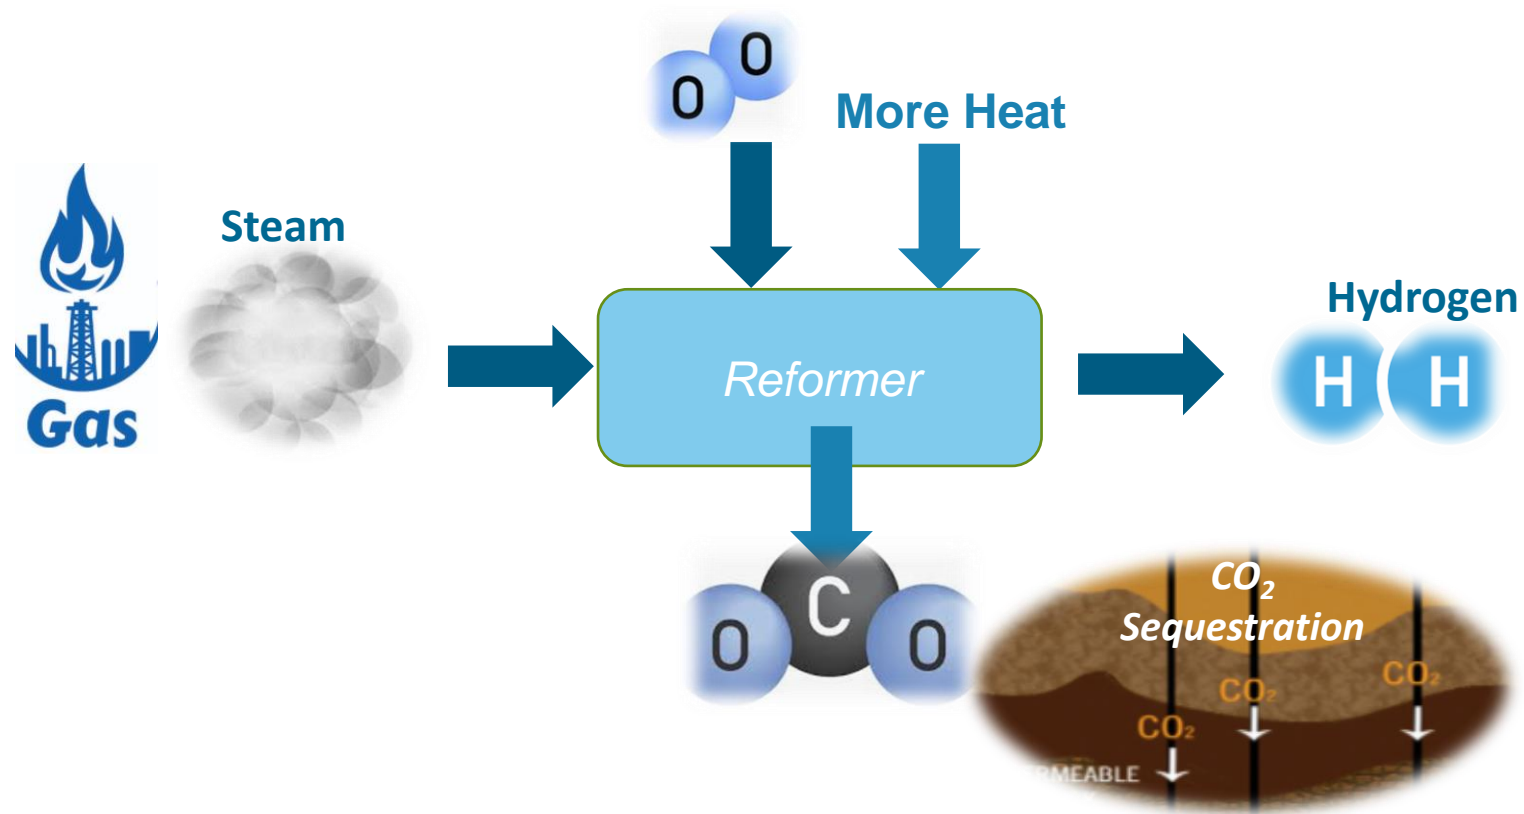 O
O
More Heat
Steam
Gas
Reformer
Hydrogen
H H
C
O O
CO₂
Sequestration
CO₂
CO₂
CO₂